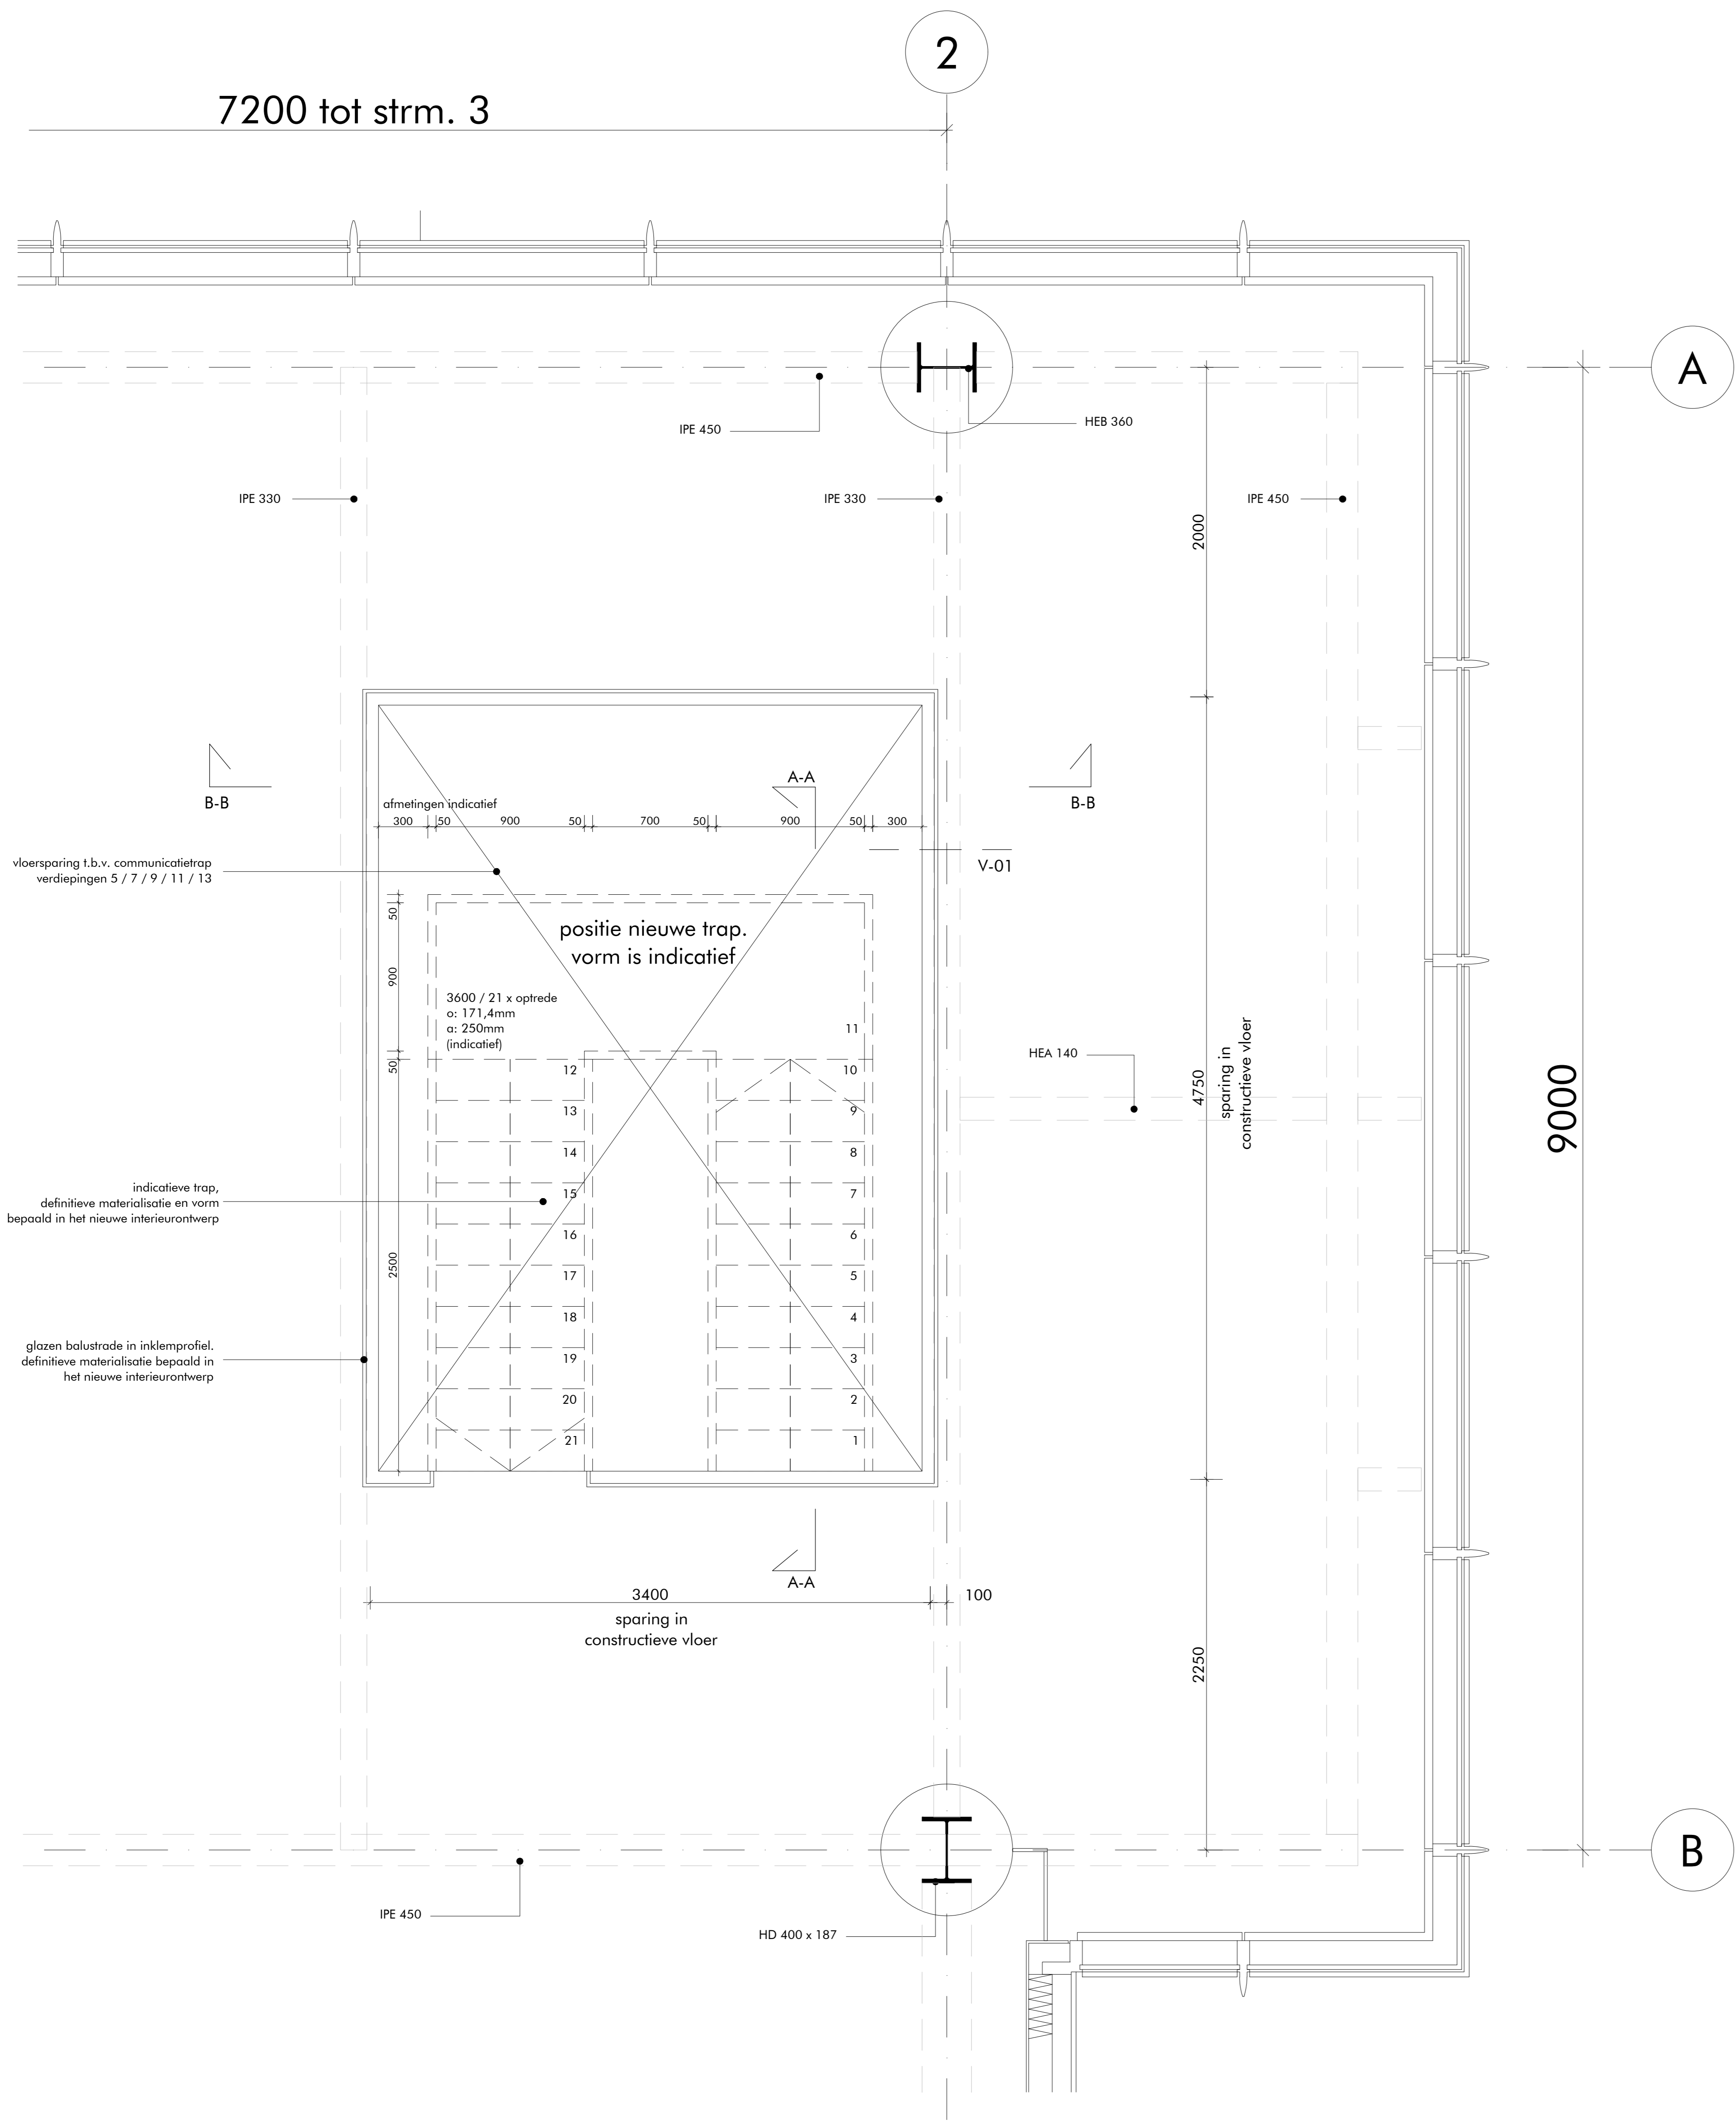 2
7200 tot strm. 3
A
IPE 450
HEB 360
IPE 330
IPE 330
IPE 450
2000
B-B
A-A
B-B
afmetingen indicatief
300
50
900
50
700
50
900
50
300
V-01
vloersparing t.b.v. communicatietrap
verdiepingen 5 / 7 / 9 / 11 / 13
50
positie nieuwe trap.
vorm is indicatief
900
3600 / 21 x optrede
o: 171,4mm
a: 250mm
(indicatief)
11
HEA 140
50
12
10
4750
sparing in
constructieve vloer
9000
13
9
14
8
indicatieve trap,
definitieve materialisatie en vorm
bepaald in het nieuwe interieurontwerp
15
7
16
6
2500
17
5
18
4
glazen balustrade in inklemprofiel.
definitieve materialisatie bepaald in
het nieuwe interieurontwerp
19
3
20
2
21
1
A-A
3400
100
sparing in
constructieve vloer
2250
B
IPE 450
HD 400 x 187